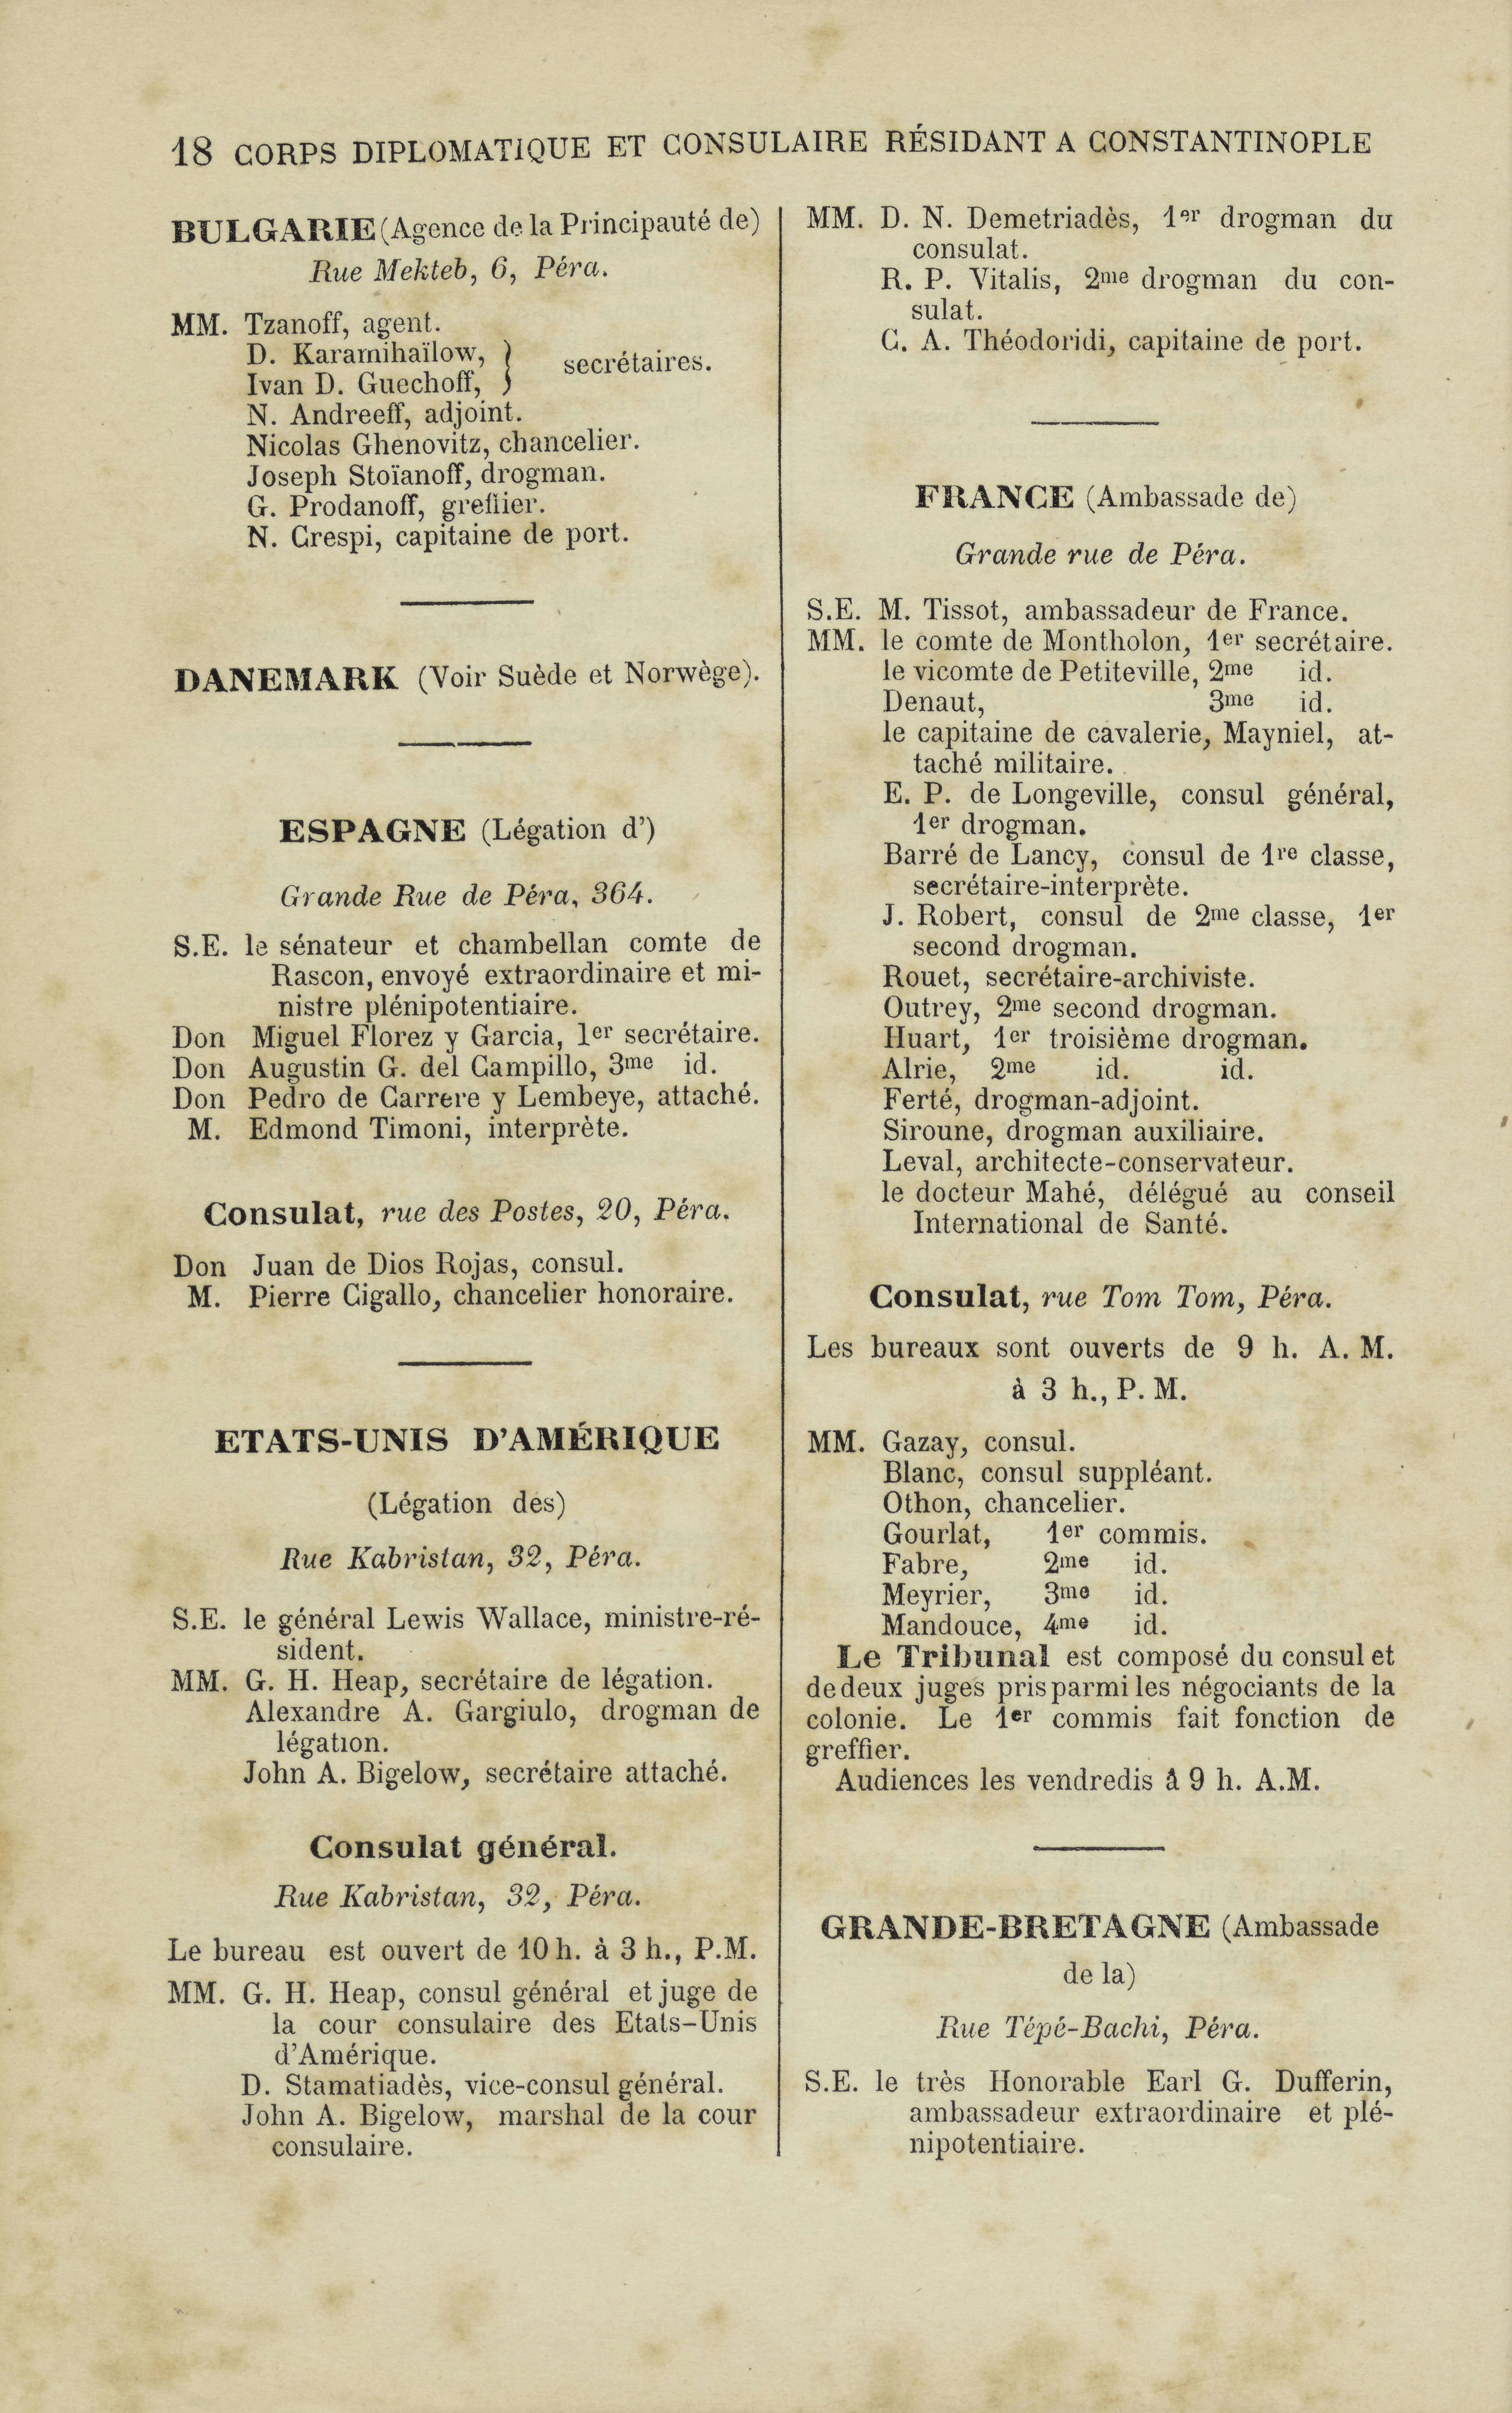 18 CORPS DIPLOMATIQUE ET CONSULAIRE RÉSIDANT A CONSTANTINOPLE
BULGARIE (Agence de la Principauté de)
Rue Mekteb, 6, Péra.
MM. Tzanoff, agent.
D. Karamihaïlow, }
Ivan D. Guechoff, } secrétaires.
N. Andreeff, adjoint.
Nicolas Ghenovitz, chancelier.
Joseph Stoïanoff, drogman.
G. Prodanoff, greffier.
N. Crespi, capitaine de port.
DANEMARK (Voir Suède et Norwège).
ESPAGNE (Légation d')
Grande Rue de Péra, 364.
S.E. le sénateur et chambellan comte de
Rascon, envoyé extraordinaire et mi-
nistre plénipotentiaire.
Don Miguel Florez y Garcia, 1er secrétaire.
Don Augustin G. del Campillo, 3me id.
Don Pedro de Carrere y Lembeye, attaché.
M. Edmond Timoni, interprète.
Consulat, rue des Postes, 20, Péra.
Don Juan de Dios Rojas, consul.
M. Pierre Cigallo, chancelier honoraire.
ETATS-UNIS D'AMÉRIQUE
(Légation des)
Rue Kabristan, 32, Péra.
S.E. le général Lewis Wallace, ministre-ré-
sident.
MM. G. H. Heap, secrétaire de légation.
Alexandre A. Gargiulo, drogman de
légation.
John A. Bigelow, secrétaire attaché.
Consulat général.
Rue Kabristan, 32, Péra.
Le bureau est ouvert de 10 h. à 3 h., P.M.
MM. G. H. Heap, consul général et juge de
la cour consulaire des Etats-Unis
d'Amérique.
D. Stamatiadès, vice-consul général.
John A. Bigelow, marshal de la cour
consulaire.
MM. D. N. Demetriadès, 1er drogman du
consulat.
R. P. Vitalis, 2me drogman du con-
sulat.
C. A. Théodoridi, capitaine de port.
FRANCE (Ambassade de)
Grande rue de Péra.
S.E. M. Tissot, ambassadeur de France.
MM. le comte de Montholon, 1er secrétaire.
le vicomte de Petiteville, 2me id.
Denaut, 3me id.
le capitaine de cavalerie, Mayniel, at-
taché militaire.
E. P. de Longeville, consul général,
1er drogman.
Barré de Lancy, consul de 1re classe,
secrétaire-interprète.
J. Robert, consul de 2me classe, 1er
second drogman.
Rouet, secrétaire-archiviste.
Outrey, 2me second drogman.
Huart, 1er troisième drogman.
Alrie, 2me id. id.
Ferté, drogman-adjoint.
Siroune, drogman auxiliaire.
Leval, architecte-conservateur.
le docteur Mahé, délégué au conseil
International de Santé.
Consulat, rue Tom Tom, Péra.
Les bureaux sont ouverts de 9 h. A. M.
à 3 h., P. M.
MM. Gazay, consul.
Blanc, consul suppléant.
Othon, chancelier.
Gourlat, 1er commis.
Fabre, 2me id.
Meyrier, 3me id.
Mandouce, 4me id.
Le Tribunal est composé du consul et
de deux juges pris parmi les négociants de la
colonie. Le 1er commis fait fonction de
greffier.
Audiences les vendredis à 9 h. A.M.
GRANDE-BRETAGNE (Ambassade
de la)
Rue Tépé-Bachi, Péra.
S.E. le très Honorable Earl G. Dufferin,
ambassadeur extraordinaire et plé-
nipotentiaire.